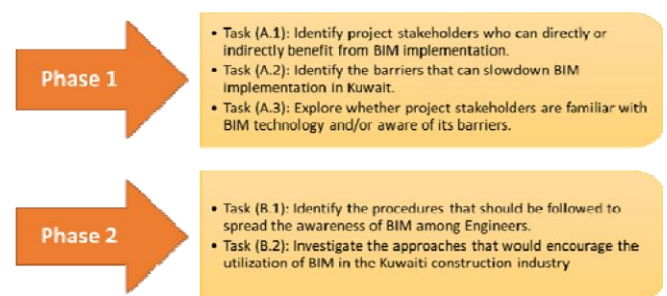 Phase 1
• Task (A.1): Identify project stakeholders who can directly or
indirectly benefit from BIM implementation.
• Task (A.2): Identify the barriers that can slowdown BIM
implementation in Kuwait.
• Task (A.3): Explore whether project stakeholders are familiar with
BIM technology and/or aware of its barriers.
Phase 2
• Task (B.1): Identify the procedures that should be followed to
spread the awareness of BIM among Engineers.
• Task (B.2): Investigate the approaches that would encourage the
utilization of BIM in the Kuwaiti construction industry